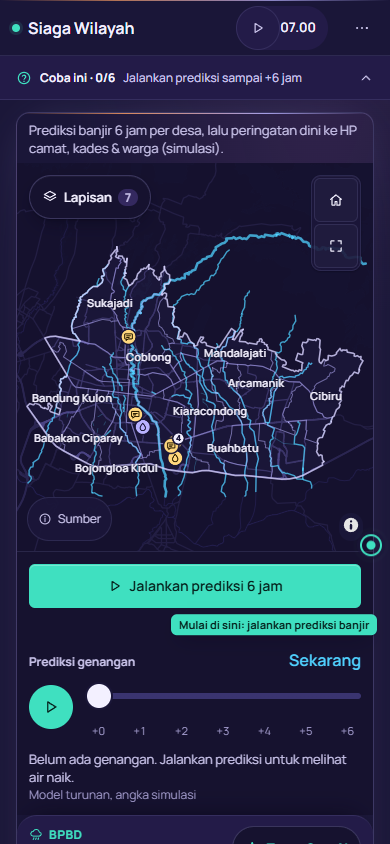 Siaga Wilayah
07.00
Coba ini · 0/6 Jalankan prediksi sampai +6 jam
Prediksi banjir 6 jam per desa, lalu peringatan dini ke HP
camat, kades & warga (simulasi).
Lapisan 7
Sukajadi
Coblong
Mandalajati
Arcamanik
Cibiru
Bandung Kulon
Kiaracondong
Babakan Ciparay
4
Buahbatu
Bojongloa Kidul
Sumber
Jalankan prediksi 6 jam
Mulai di sini: jalankan prediksi banjir
Prediksi genangan
Sekarang
+0 +1 +2 +3 +4 +5 +6
Belum ada genangan. Jalankan prediksi untuk melihat
air naik.
Model turunan, angka simulasi
BPBD